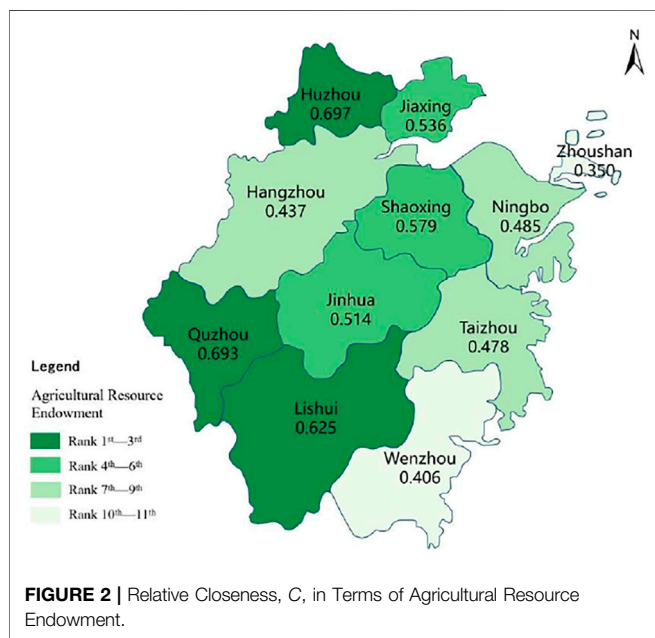 N
Huzhou
0.697
Jiaxing
0.536
Zhoushan
0.350
Hangzhou
0.437
Shaoxing
0.579
Ningbo
0.485
Jinhua
0.514
Quzhou
0.693
Taizhou
0.478
Lishui
0.625
Wenzhou
0.406
Legend
Agricultural Resource
Endowment
Rank 1st—3rd
Rank 4th—6th
Rank 7th—9th
Rank 10th—11th
FIGURE 2 | Relative Closeness, C, in Terms of Agricultural Resource
Endowment.